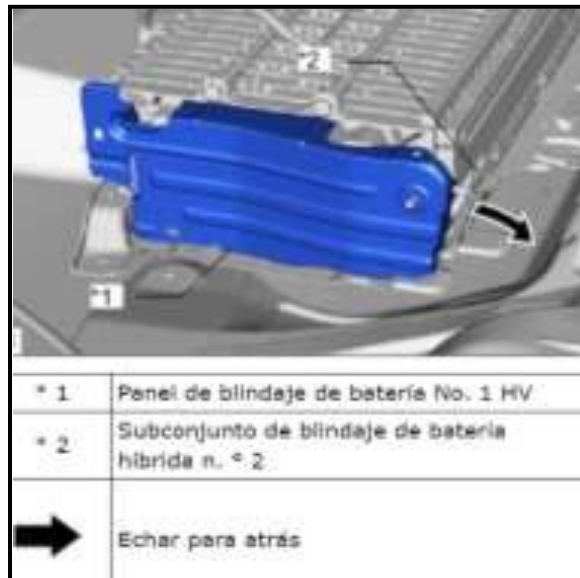 *2
*1
* 1 Panel de blindaje de batería No. 1 HV
* 2 Subconjunto de blindaje de batería
híbrida n. ° 2
Echar para atrás